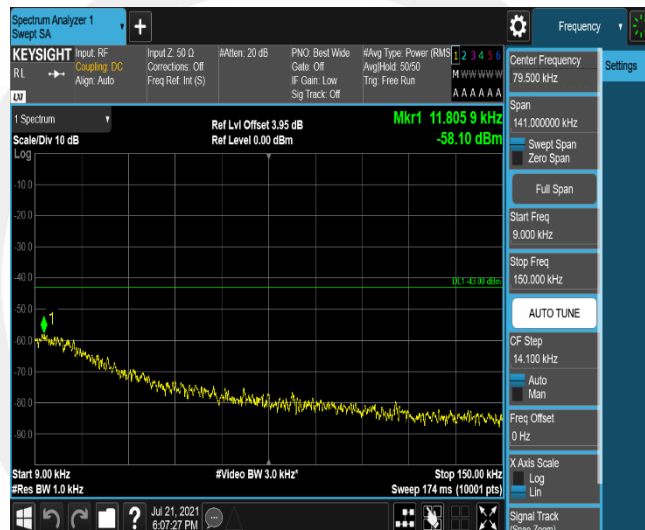 Spectrum Analyzer 1
Swept SA
Frequency
KEYSIGHT
RL
LXI
Input: RF
Coupling: DC
Align: Auto
Input Z: 50 Ω
Corrections: Off
Freq Ref: Int (S)
#Atten: 20 dB
PNO: Best Wide
Gate: Off
IF Gain: Low
Sig Track: Off
#Avg Type: Power (RMS
Avg|Hold: 50/50
Trig: Free Run
1 2 3 4 5 6
M W W W W W
A A A A A A
1 Spectrum
Scale/Div 10 dB
Log
Ref Lvl Offset 3.95 dB
Ref Level 0.00 dBm
Mkr1 11.805 9 kHz
-58.10 dBm
-10.0
-20.0
-30.0
-40.0
-50.0
-60.0
-70.0
-80.0
-90.0
DL1 -43.00 dBm
1
Start 9.00 kHz
#Res BW 1.0 kHz
#Video BW 3.0 kHz*
Stop 150.00 kHz
Sweep 174 ms (10001 pts)
Jul 21, 2021
6:07:27 PM
Center Frequency
79.500 kHz
Settings
Span
141.000000 kHz
Swept Span
Zero Span
Full Span
Start Freq
9.000 kHz
Stop Freq
150.000 kHz
AUTO TUNE
CF Step
14.100 kHz
Auto
Man
Freq Offset
0 Hz
X Axis Scale
Log
Lin
Signal Track
(Span Zoom)